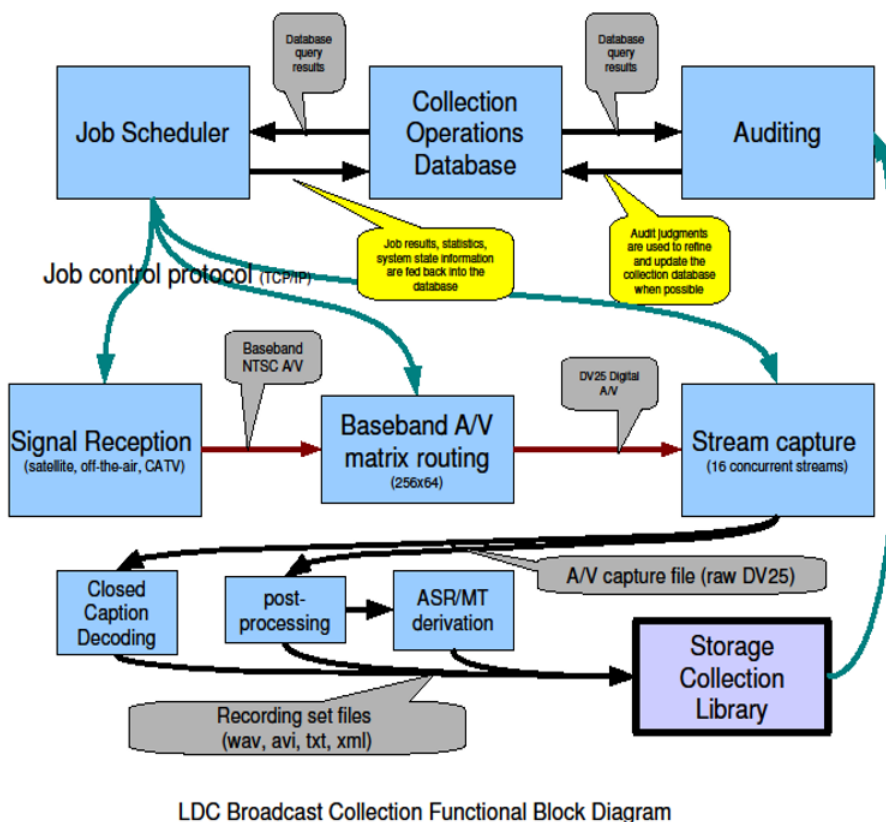 Database
query
results
Database
query
results
Job Scheduler
Collection
Operations
Database
Auditing
Job results, statistics,
system state information
are fed back into the
database
Audit judgments
are used to refine
and update the
collection database
when possible
Job control protocol (TCP/IP)
Baseband
NTSC A/V
DV25 Digital
A/V
Signal Reception
(satellite, off-the-air, CATV)
Baseband A/V
matrix routing
(256x64)
Stream capture
(16 concurrent streams)
A/V capture file (raw DV25)
Closed
Caption
Decoding
post-
processing
ASR/MT
derivation
Storage
Collection
Library
Recording set files
(wav, avi, txt, xml)
LDC Broadcast Collection Functional Block Diagram